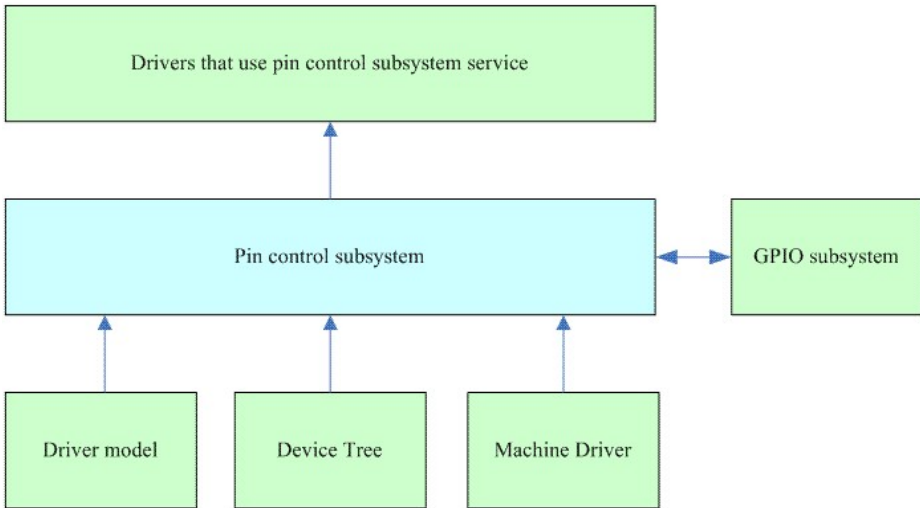 Drivers that use pin control subsystem service
Pin control subsystem
GPIO subsystem
Driver model
Device Tree
Machine Driver